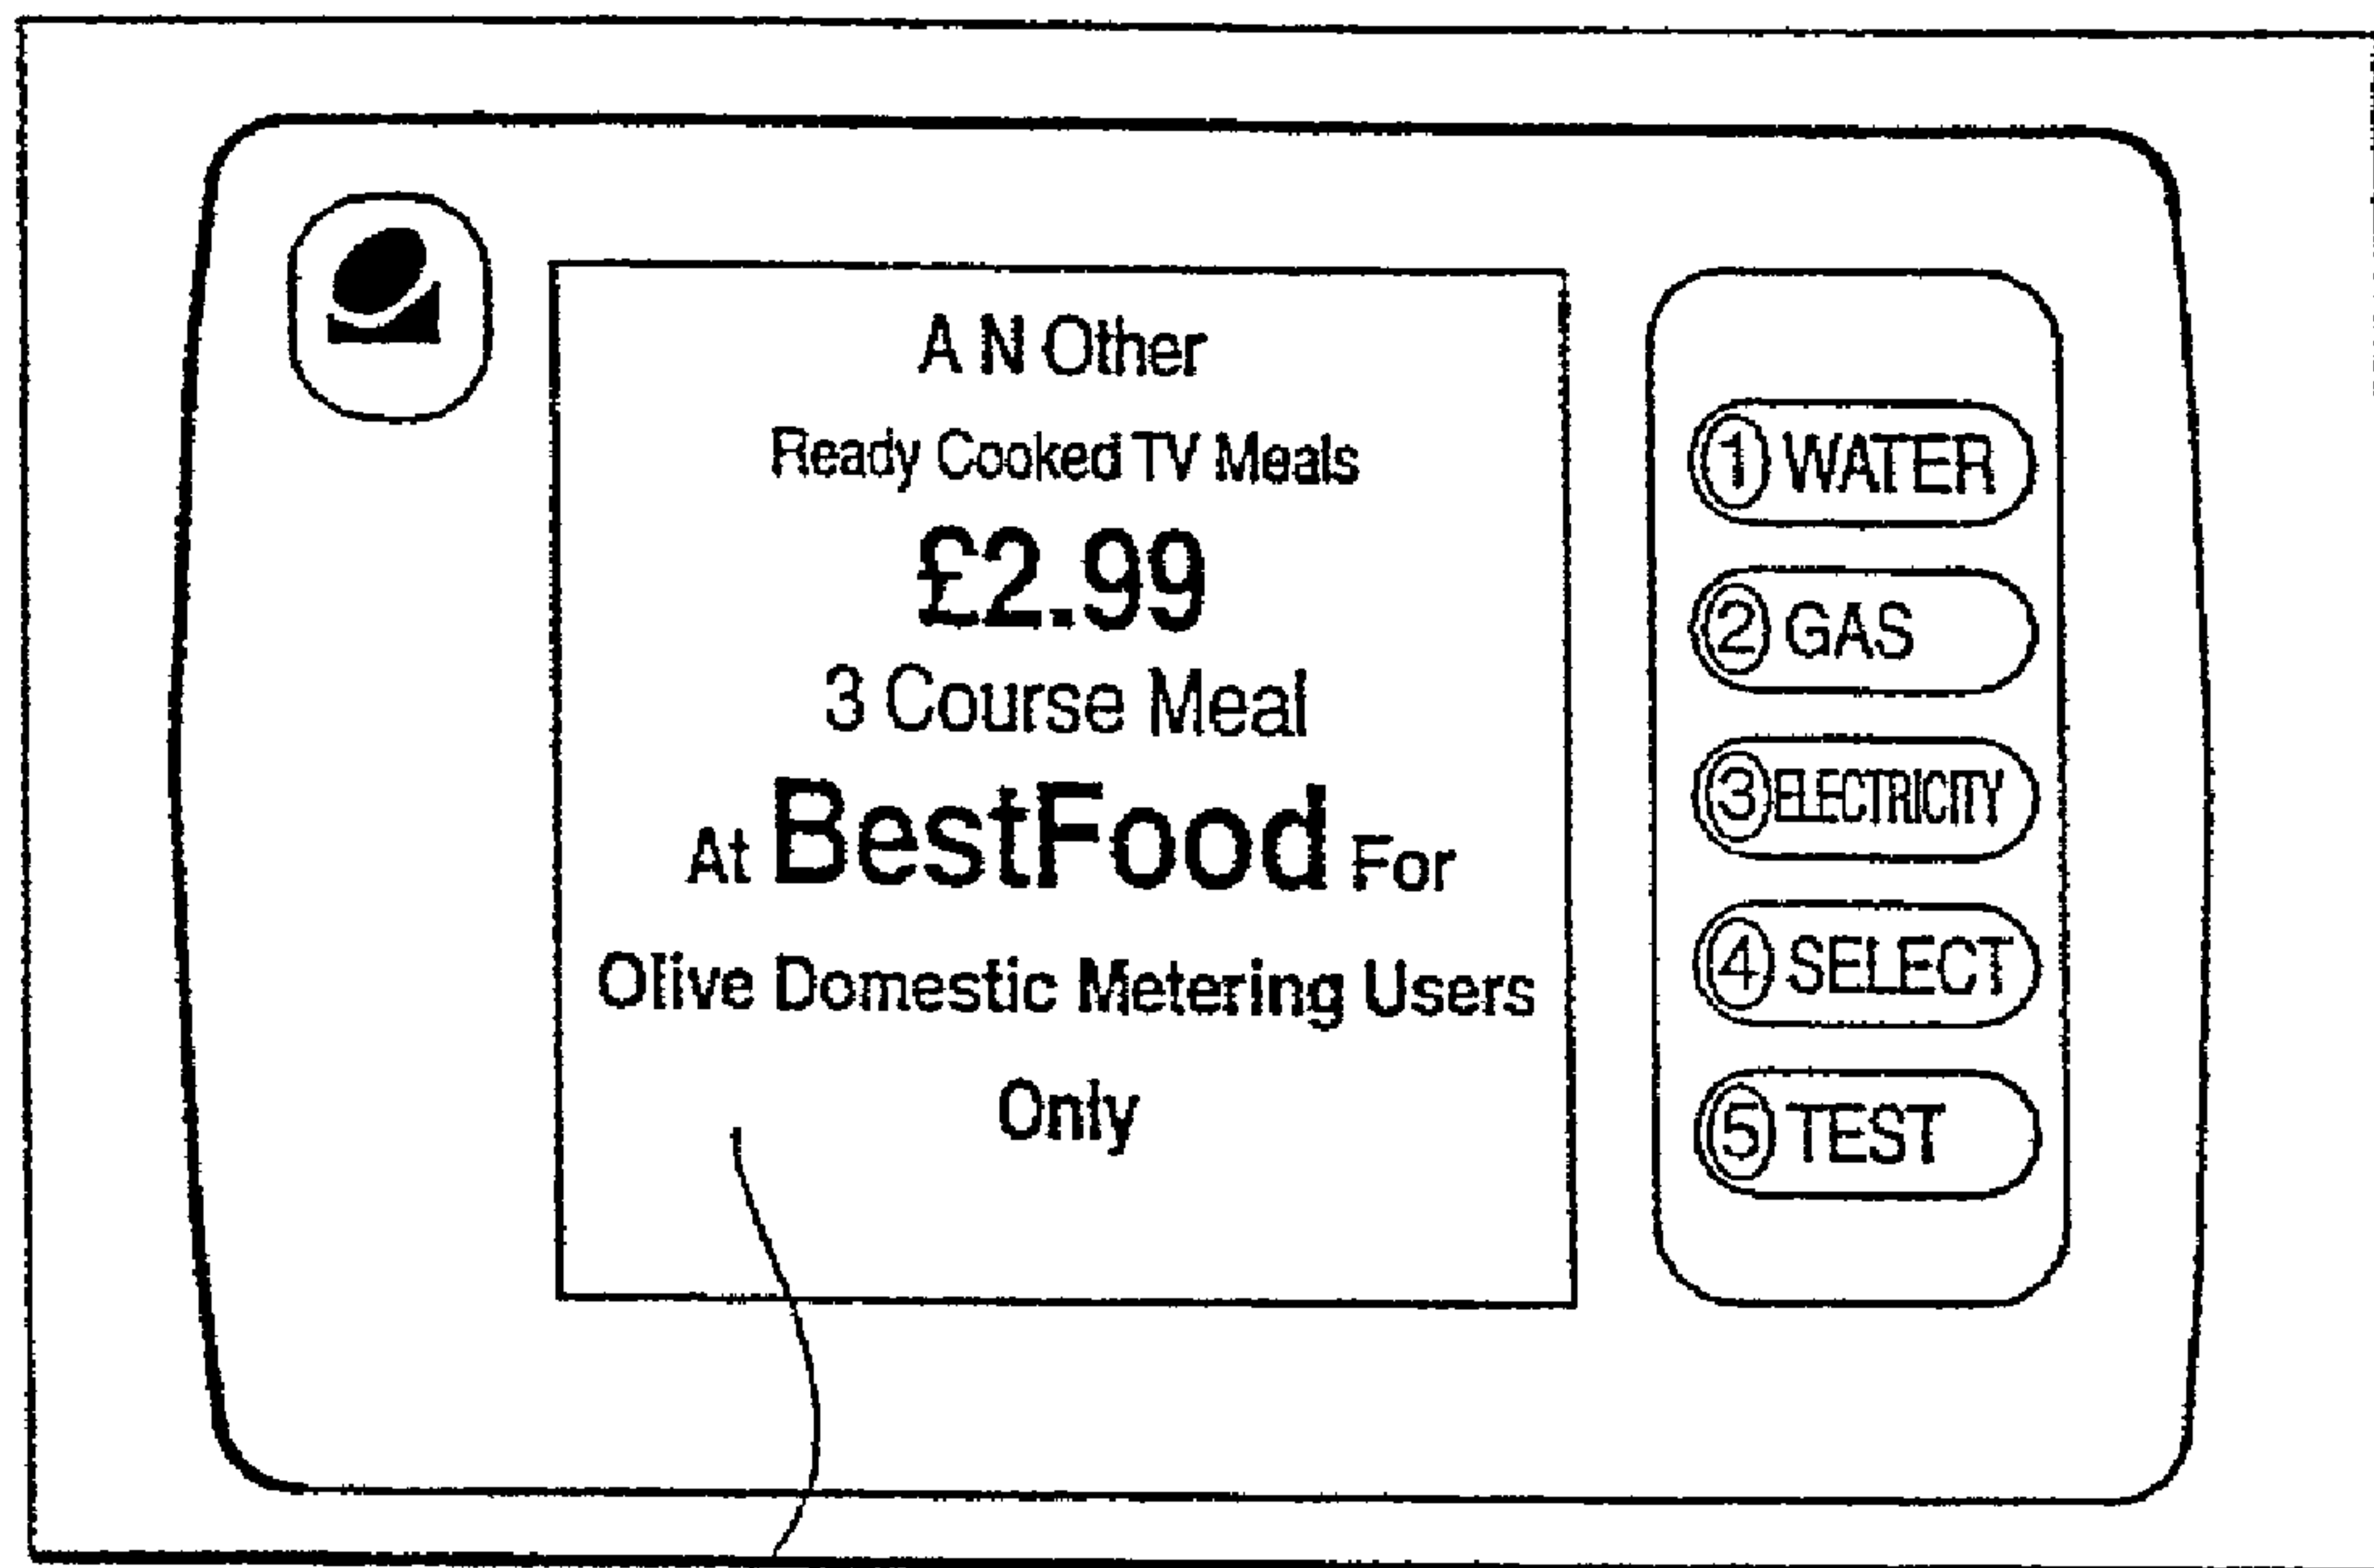 A N Other
Ready Cooked TV Meals
£2.99
3 Course Meal
At BestFood For
Olive Domestic Metering Users
Only
1 WATER
2 GAS
3 ELECTRICITY
4 SELECT
5 TEST